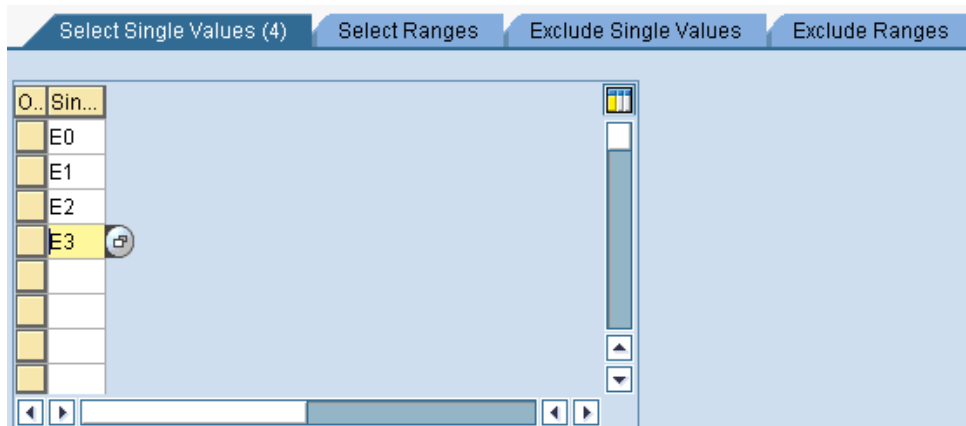 Select Single Values (4) Select Ranges Exclude Single Values Exclude Ranges
O.. Sin...
E0
E1
E2
E3